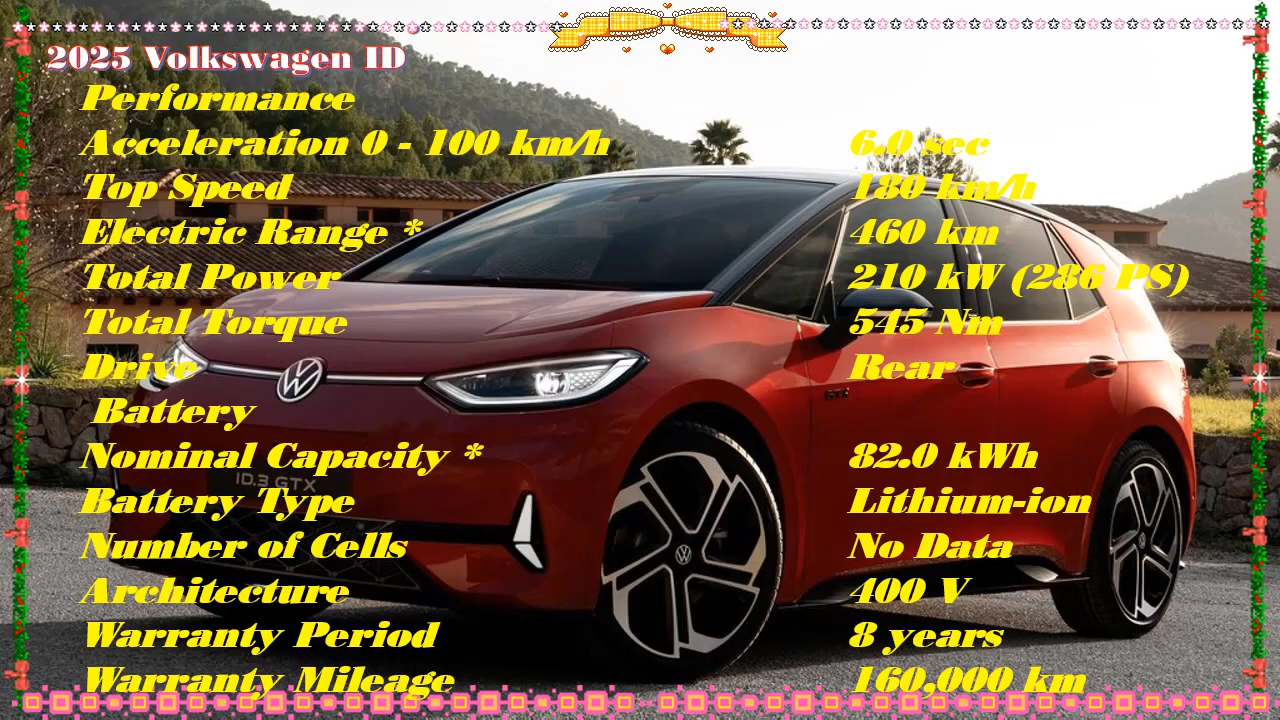 2025 Volkswagen ID
Performance
Acceleration 0 - 100 km/h 6.0 sec
Top Speed 180 km/h
Electric Range * 460 km
Total Power 210 kW (286 PS)
Total Torque 545 Nm
Drive Rear
Battery
Nominal Capacity * 82.0 kWh
Battery Type Lithium-ion
Number of Cells No Data
Architecture 400 V
Warranty Period 8 years
Warranty Mileage 160,000 km
ID.3 GTX
GTX